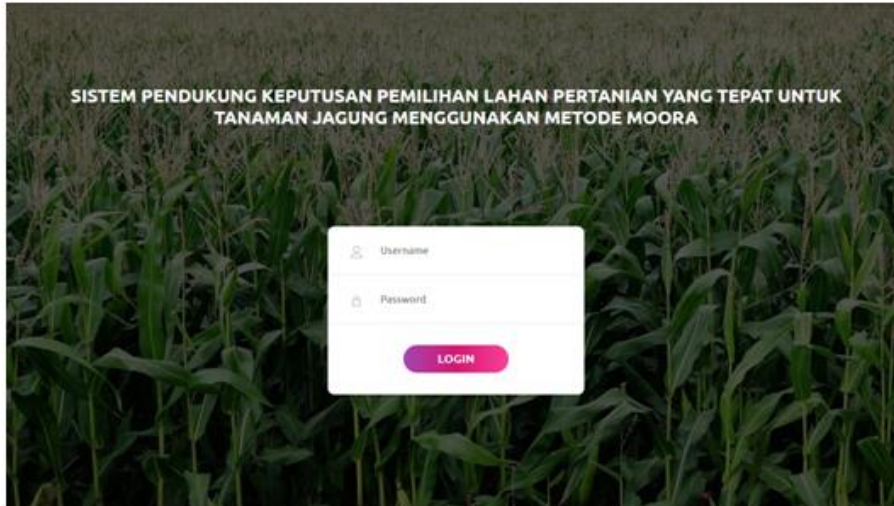 SISTEM PENDUKUNG KEPUTUSAN PEMILIHAN LAHAN PERTANIAN YANG TEPAT UNTUK
TANAMAN JAGUNG MENGGUNAKAN METODE MOORA
Username
Password
LOGIN